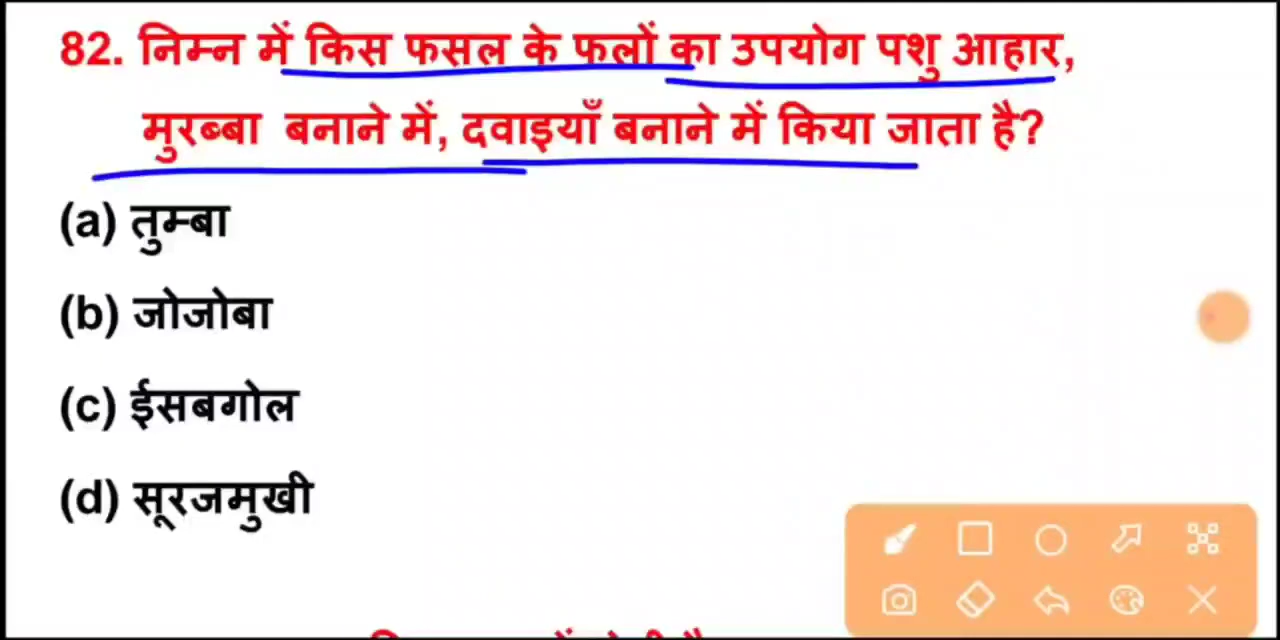 82. निम्न में किस फसल के फलों का उपयोग पशु आहार,
मुरब्बा बनाने में, दवाइयाँ बनाने में किया जाता है?
(a) तुम्बा
(b) जोजोबा
(c) ईसबगोल
(d) सूरजमुखी